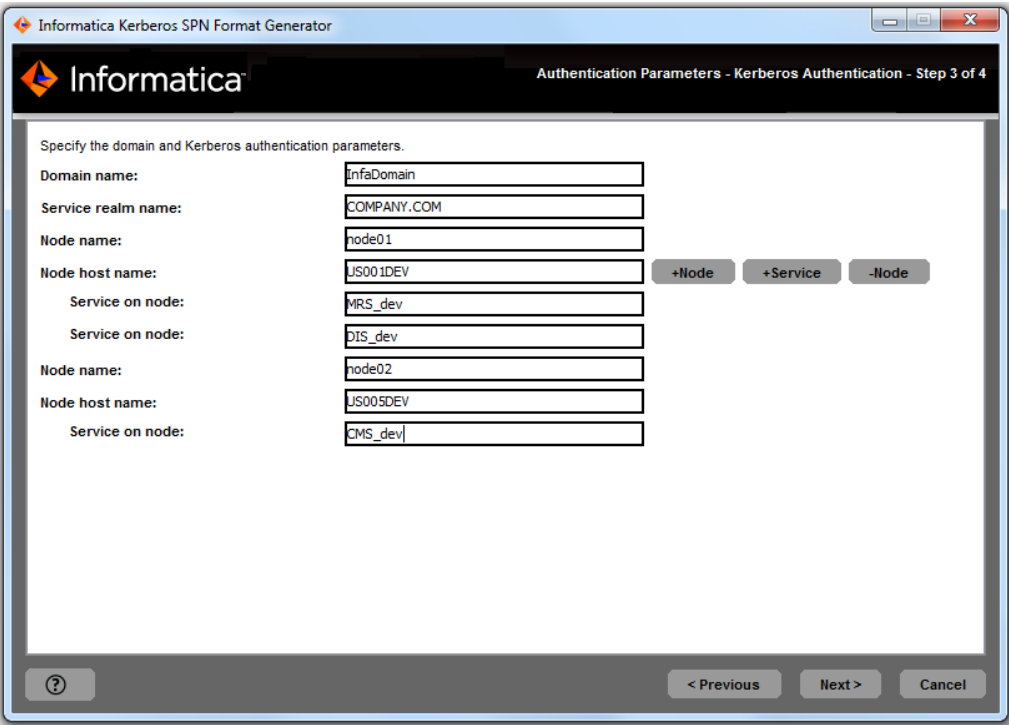 Informatica Kerberos SPN Format Generator
Informatica
Authentication Parameters - Kerberos Authentication - Step 3 of 4
Specify the domain and Kerberos authentication parameters.
Domain name: InfaDomain
Service realm name: COMPANY.COM
Node name: node01
Node host name: US001DEV +Node +Service -Node
Service on node: MRS_dev
Service on node: DIS_dev
Node name: node02
Node host name: US005DEV
Service on node: CMS_dev
? < Previous Next > Cancel